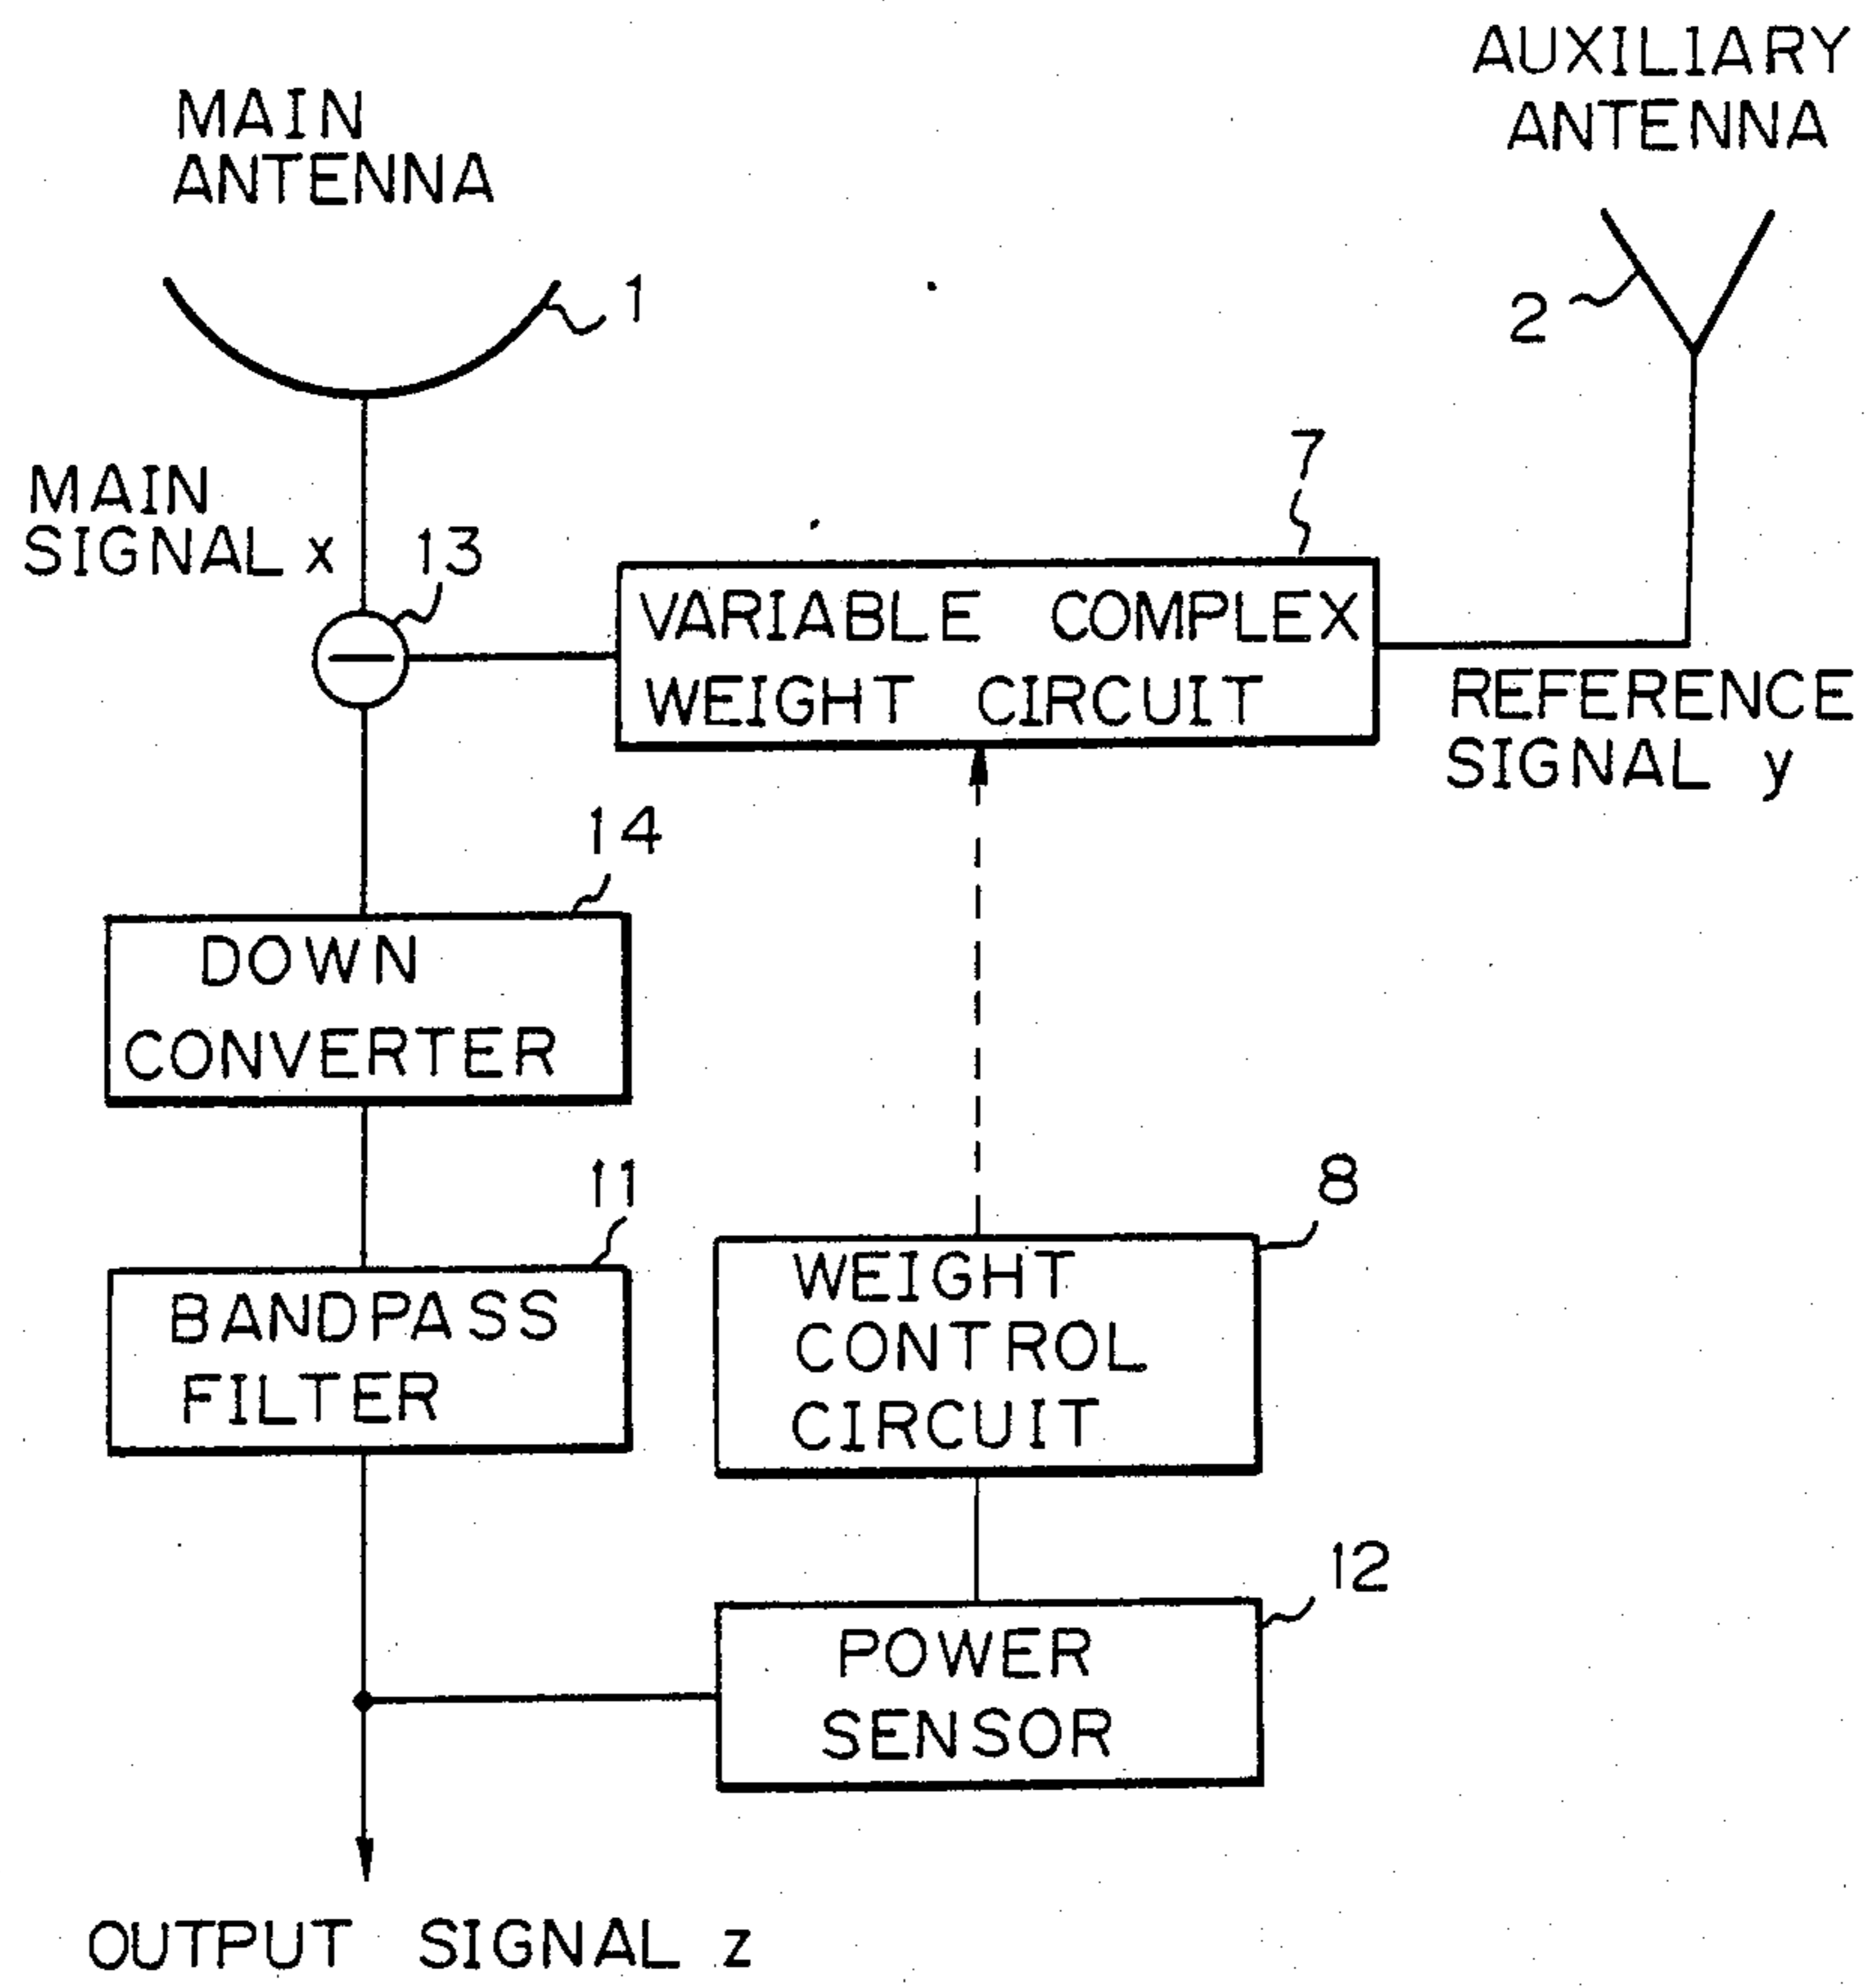 AUXILIARY
ANTENNA
MAIN
ANTENNA
1
2
7
MAIN
SIGNAL x
13
VARIABLE COMPLEX
WEIGHT CIRCUIT
REFERENCE
SIGNAL y
14
DOWN
CONVERTER
11
8
BANDPASS
FILTER
WEIGHT
CONTROL
CIRCUIT
12
POWER
SENSOR
OUTPUT SIGNAL z